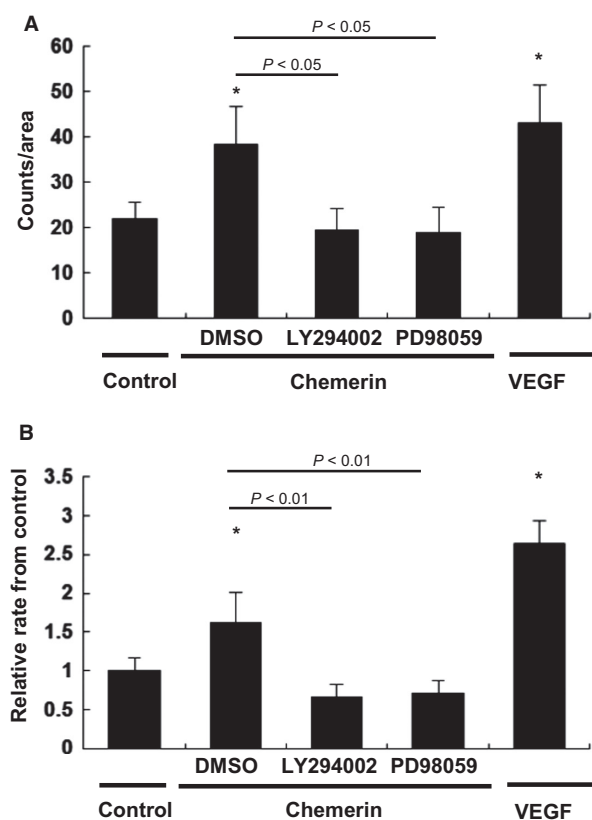 A
P < 0.05
P < 0.05
*
*
Counts/area
60
50
40
30
20
10
0
DMSO LY294002 PD98059
Control Chemerin VEGF
B
P < 0.01
P < 0.01
*
*
Relative rate from control
3.5
3
2.5
2
1.5
1
0.5
0
DMSO LY294002 PD98059
Control Chemerin VEGF